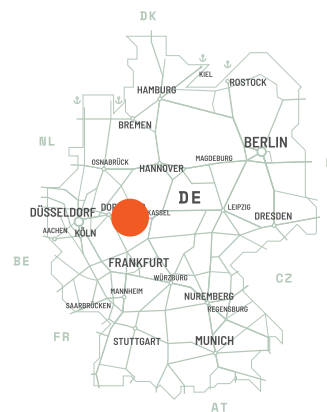 DK
KIEL
ROSTOCK
HAMBURG
BREMEN
NL
BERLIN
OSNABRÜCK
MAGDEBURG
HANNOVER
DE
DÜSSELDORF
KASSEL
LEIPZIG
DRESDEN
AACHEN
KÖLN
BE
FRANKFURT
WÜRZBURG
CZ
MANNHEIM
NUREMBERG
SAARBRÜCKEN
REGENSBURG
FR
STUTTGART
MUNICH
AT